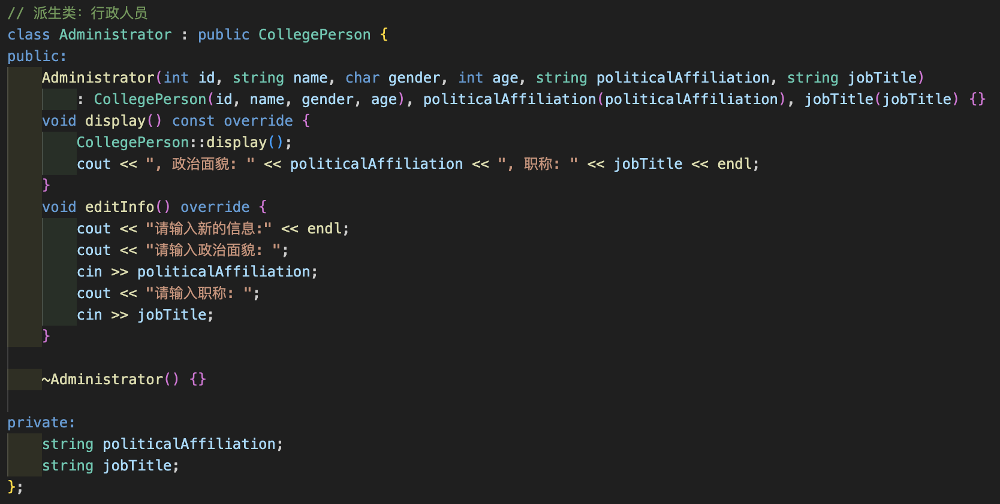 // 派生类：行政人员
class Administrator : public CollegePerson {
public:
    Administrator(int id, string name, char gender, int age, string politicalAffiliation, string jobTitle)
        : CollegePerson(id, name, gender, age), politicalAffiliation(politicalAffiliation), jobTitle(jobTitle) {}
    void display() const override {
        CollegePerson::display();
        cout << ", 政治面貌: " << politicalAffiliation << ", 职称: " << jobTitle << endl;
    }
    void editInfo() override {
        cout << "请输入新的信息:" << endl;
        cout << "请输入政治面貌: ";
        cin >> politicalAffiliation;
        cout << "请输入职称: ";
        cin >> jobTitle;
    }
    ~Administrator() {}
private:
    string politicalAffiliation;
    string jobTitle;
};